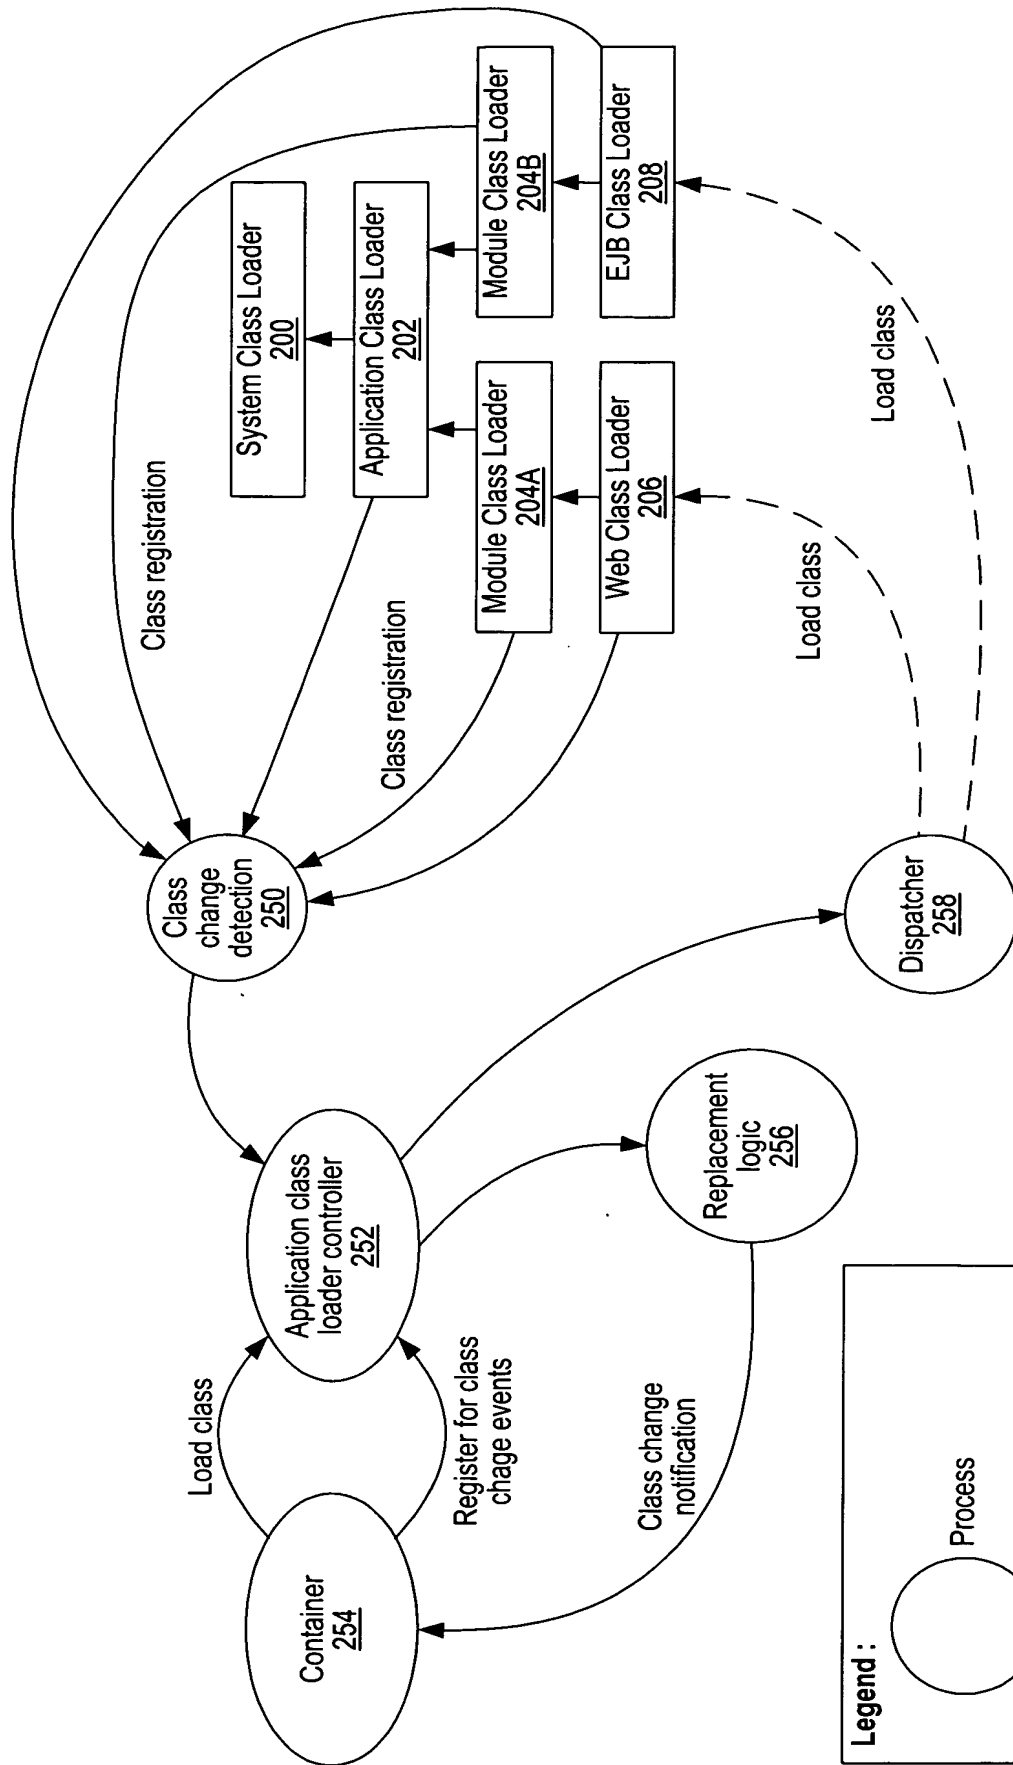 Container
254
Load class
Register for class
chage events
Application class
loader controller
252
Class change
notification
Replacement
logic
256
Class
change
detection
250
Dispatcher
258
Class registration
Class registration
System Class Loader
200
Application Class Loader
202
Module Class Loader
204A
Module Class Loader
204B
Web Class Loader
206
EJB Class Loader
208
Load class
Load class
Legend :
Process